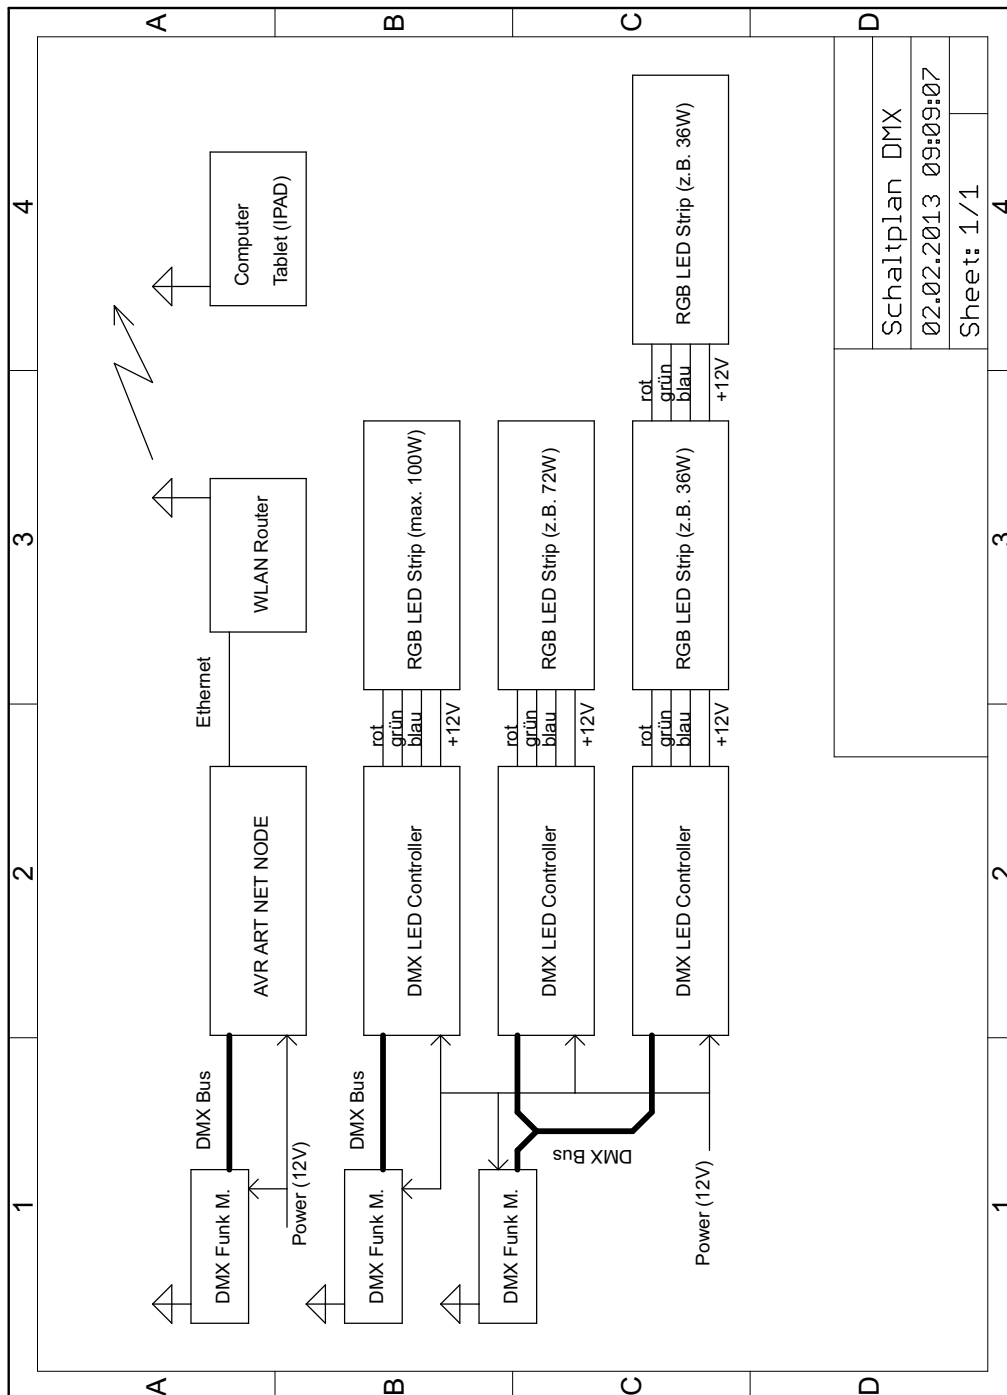 1
2
3
4
A
A
Computer
Tablet (IPAD)
WLAN Router
Ethernet
AVR ART NET NODE
DMX Bus
DMX Funk M.
Power (12V)
B
B
DMX Funk M.
DMX Bus
DMX LED Controller
rot
grün
blau
+12V
RGB LED Strip (max. 100W)
DMX Funk M.
DMX Bus
DMX LED Controller
rot
grün
blau
+12V
RGB LED Strip (z.B. 72W)
C
C
Power (12V)
DMX LED Controller
rot
grün
blau
+12V
RGB LED Strip (z.B. 36W)
rot
grün
blau
+12V
RGB LED Strip (z.B. 36W)
D
D
Schaltplan DMX
02.02.2013 09:09:07
Sheet: 1/1
1
2
3
4